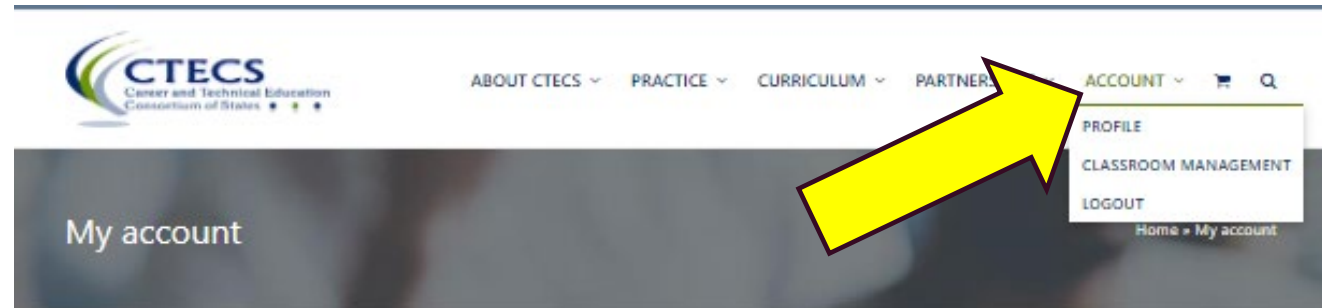 CTECS
Career and Technical Education
Consortium of States
ABOUT CTECS PRACTICE CURRICULUM PARTNERS ACCOUNT
PROFILE
CLASSROOM MANAGEMENT
LOGOUT
My account
Home » My account